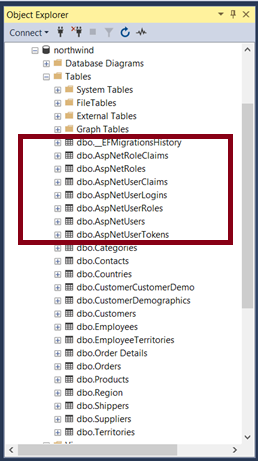 Object Explorer
Connect
northwind
Database Diagrams
Tables
System Tables
FileTables
External Tables
Graph Tables
dbo.__EFMigrationsHistory
dbo.AspNetRoleClaims
dbo.AspNetRoles
dbo.AspNetUserClaims
dbo.AspNetUserLogins
dbo.AspNetUserRoles
dbo.AspNetUsers
dbo.AspNetUserTokens
dbo.Categories
dbo.Contacts
dbo.Countries
dbo.CustomerCustomerDemo
dbo.CustomerDemographics
dbo.Customers
dbo.Employees
dbo.EmployeeTerritories
dbo.Order Details
dbo.Orders
dbo.Products
dbo.Region
dbo.Shippers
dbo.Suppliers
dbo.Territories